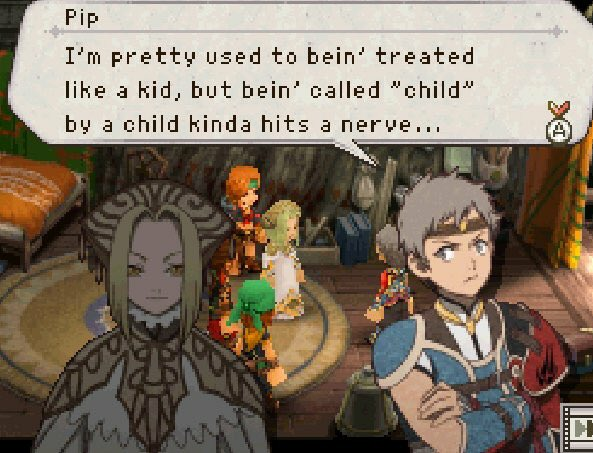 Pip
I'm pretty used to bein' treated
like a kid, but bein' called "child"
by a child kinda hits a nerve...
A